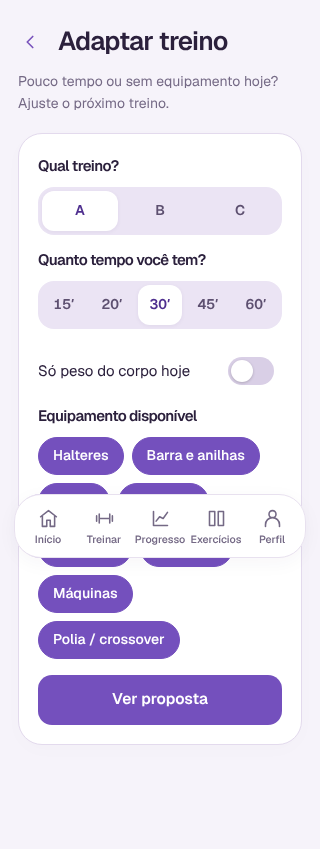 Adaptar treino
Pouco tempo ou sem equipamento hoje?
Ajuste o próximo treino.
Qual treino?
A B C
Quanto tempo você tem?
15′ 20′ 30′ 45′ 60′
Só peso do corpo hoje
Equipamento disponível
Halteres Barra e anilhas
Início Treinar Progresso Exercícios Perfil
Máquinas
Polia / crossover
Ver proposta